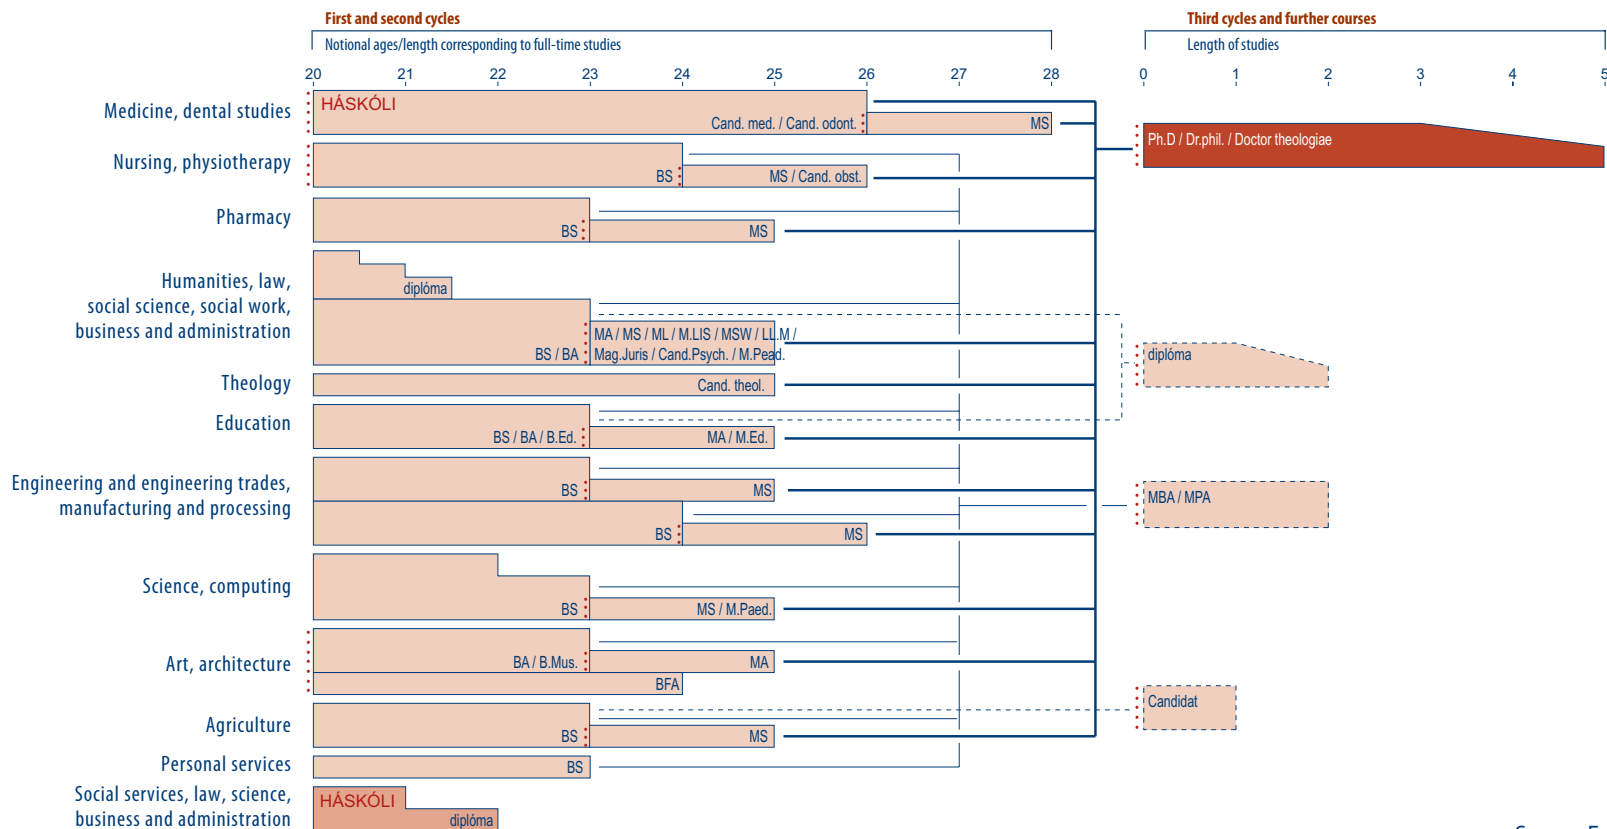 First and second cycles
Third cycles and further courses
Notional ages/length corresponding to full-time studies
Length of studies
20 21 22 23 24 25 26 27 28
0 1 2 3 4 5
Medicine, dental studies
HÁSKÓLI
Cand. med. / Cand. odont.
MS
Ph.D / Dr.phil. / Doctor theologiae
Nursing, physiotherapy
BS
MS / Cand. obst.
Pharmacy
BS
MS
Humanities, law,
social science, social work,
business and administration
diplóma
BS / BA
MA / MS / ML / M.LIS / MSW / LL.M /
Mag.Juris / Cand.Psych. / M.Pead.
diplóma
Theology
Cand. theol.
Education
BS / BA / B.Ed.
MA / M.Ed.
Engineering and engineering trades,
manufacturing and processing
BS
MS
BS
MS
MBA / MPA
Science, computing
BS
MS / M.Paed.
Art, architecture
BA / B.Mus.
MA
BFA
Candidat
Agriculture
BS
MS
Personal services
BS
Social services, law, science,
business and administration
HÁSKÓLI
diplóma